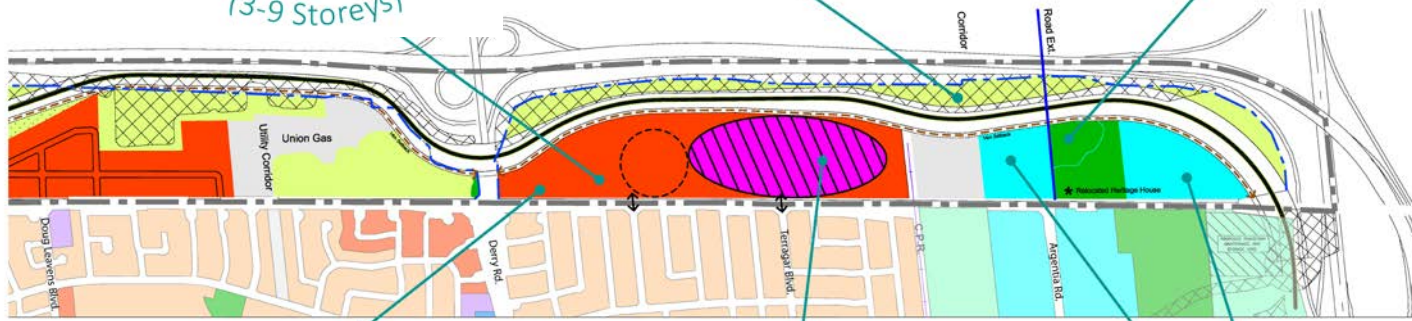 (3-9 Storeys)
Corridor
Road Ext.
Utility Corridor
Union Gas
Relocated Heritage House
Doug Leavens Blvd.
Derry Rd.
Terragar Blvd.
C.P.R.
Argentia Rd.